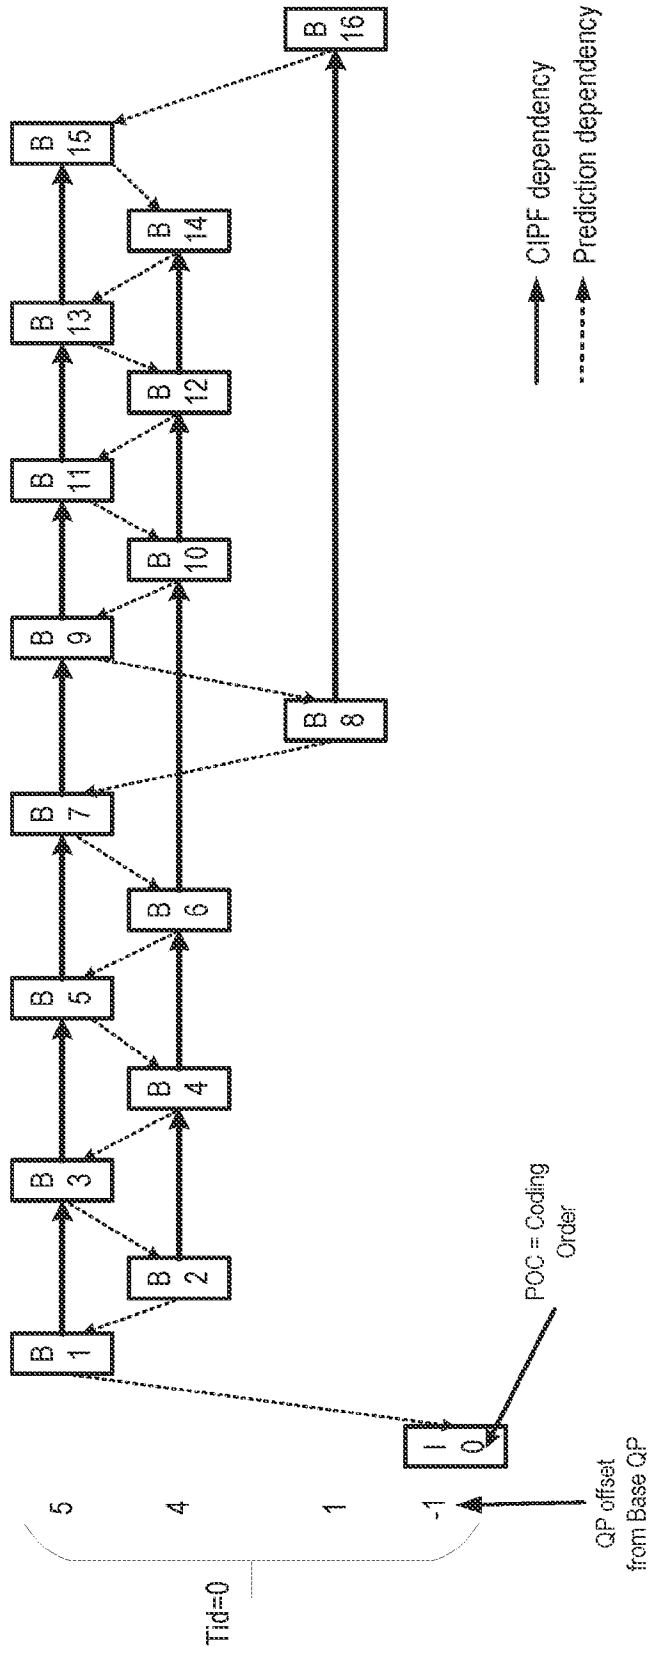 Tid=0
5
4
1
-1
QP offset
from Base QP
I
0
POC = Coding
Order
B
1
B
2
B
3
B
4
B
5
B
6
B
7
B
8
B
9
B
10
B
11
B
12
B
13
B
14
B
15
B
16
CIPF dependency
Prediction dependency